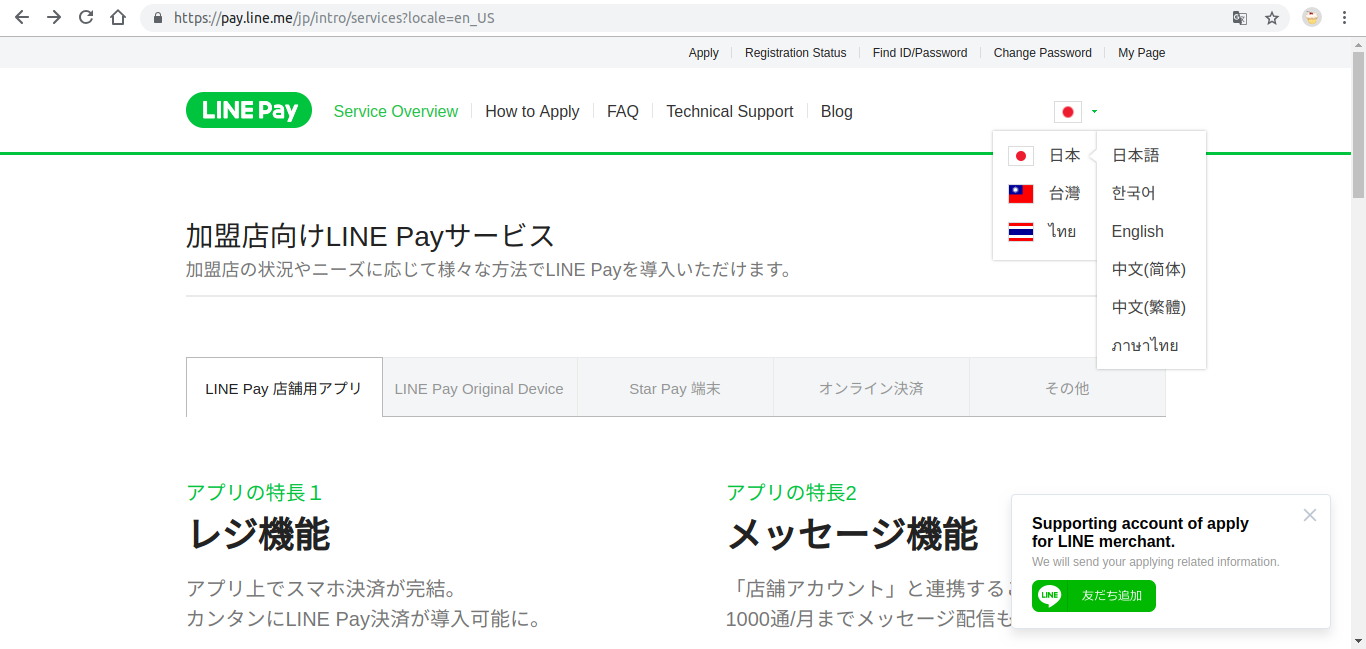 https://pay.line.me/jp/intro/services?locale=en_US
Apply Registration Status Find ID/Password Change Password My Page
LINE Pay Service Overview How to Apply FAQ Technical Support Blog
日本 日本語
台灣 한국어
ไทย English
中文(简体)
中文(繁體)
ภาษาไทย
加盟店向けLINE Payサービス
加盟店の状況やニーズに応じて様々な方法でLINE Payを導入いただけます。
LINE Pay 店舗用アプリ LINE Pay Original Device Star Pay 端末 オンライン決済 その他
アプリの特長１
レジ機能
アプリ上でスマホ決済が完結。
カンタンにLINE Pay決済が導入可能に。
アプリの特長2
メッセージ機能
「店舗アカウント」と連携する
1000通/月までメッセージ配信も
Supporting account of apply
for LINE merchant.
We will send your applying related information.
LINE 友だち追加